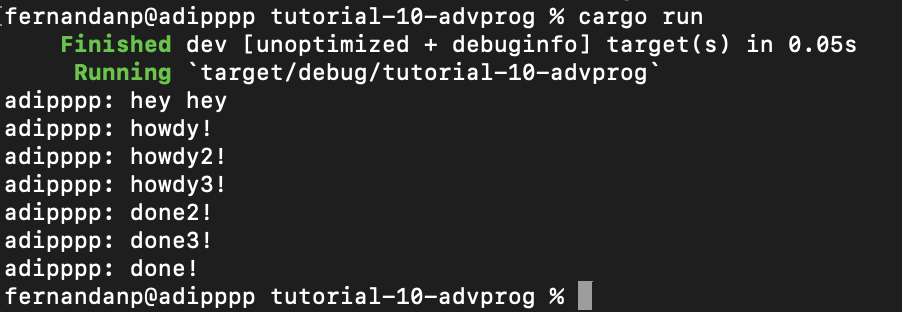 fernandanp@adipppp tutorial-10-advprog % cargo run
Finished dev [unoptimized + debuginfo] target(s) in 0.05s
Running `target/debug/tutorial-10-advprog`
adipppp: hey hey
adipppp: howdy!
adipppp: howdy2!
adipppp: howdy3!
adipppp: done2!
adipppp: done3!
adipppp: done!
fernandanp@adipppp tutorial-10-advprog %